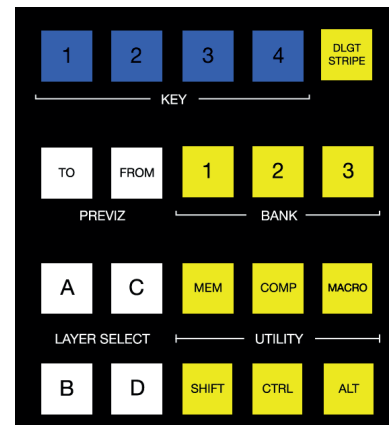 1 2 3 4 DLGT
STRIPE
KEY
TO FROM 1 2 3
PREVIZ BANK
A C MEM COMP MACRO
LAYER SELECT UTILITY
B D SHIFT CTRL ALT